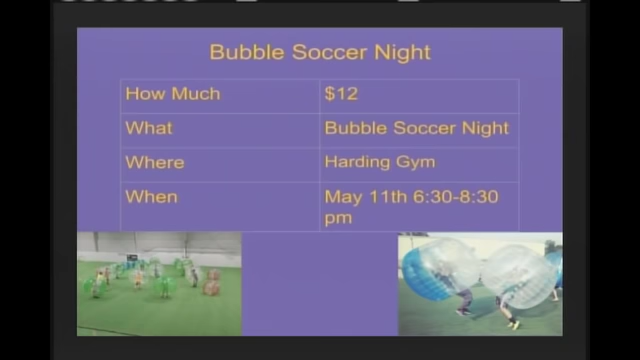 Bubble Soccer Night
How Much $12
What Bubble Soccer Night
Where Harding Gym
When May 11th 6:30-8:30
pm